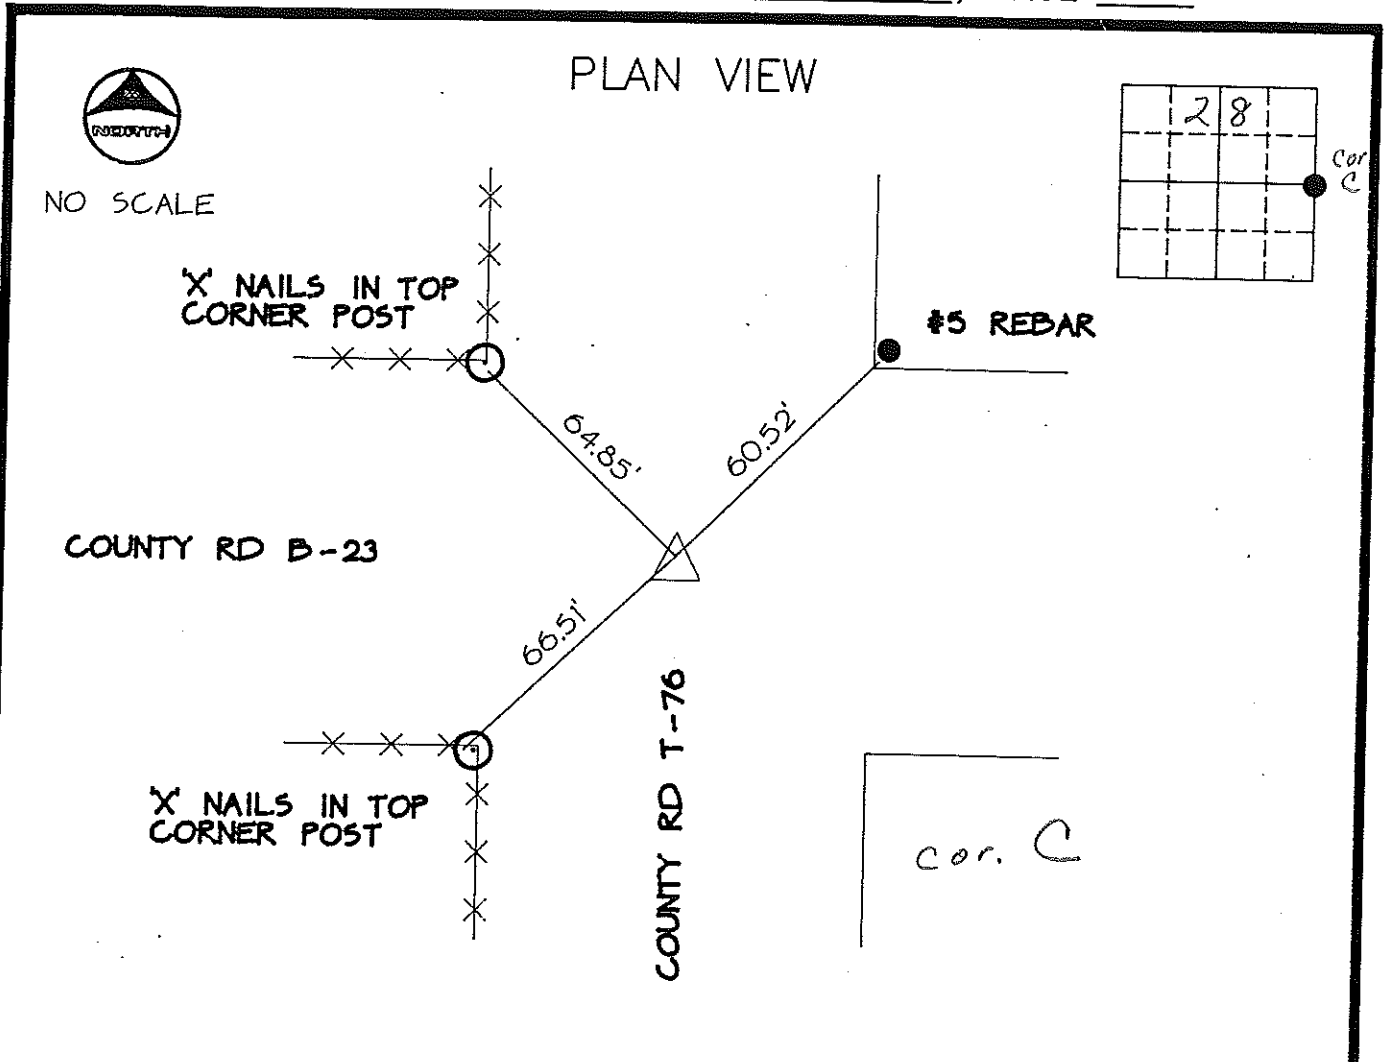 PLAN VIEW
NORTH
NO SCALE
28
cor
C
'X' NAILS IN TOP
CORNER POST
#5 REBAR
64.85'
60.52'
COUNTY RD B-23
66.51'
COUNTY RD T-76
'X' NAILS IN TOP
CORNER POST
cor. C